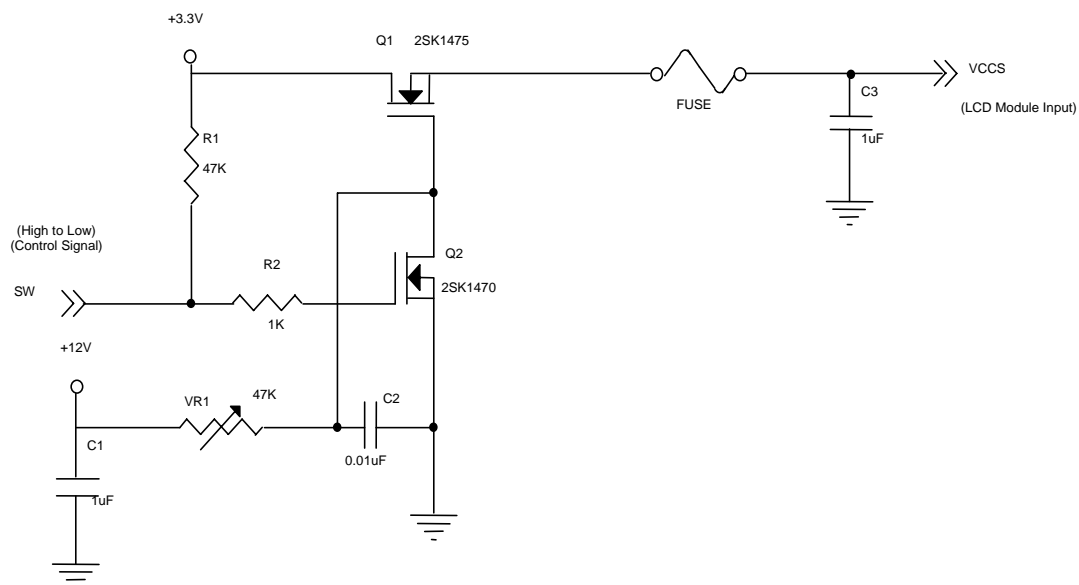 +3.3V
Q1 2SK1475
VCCS
(LCD Module Input)
FUSE
C3
1uF
R1
47K
(High to Low)
(Control Signal)
SW
R2
1K
Q2
2SK1470
+12V
VR1
47K
C2
0.01uF
C1
1uF